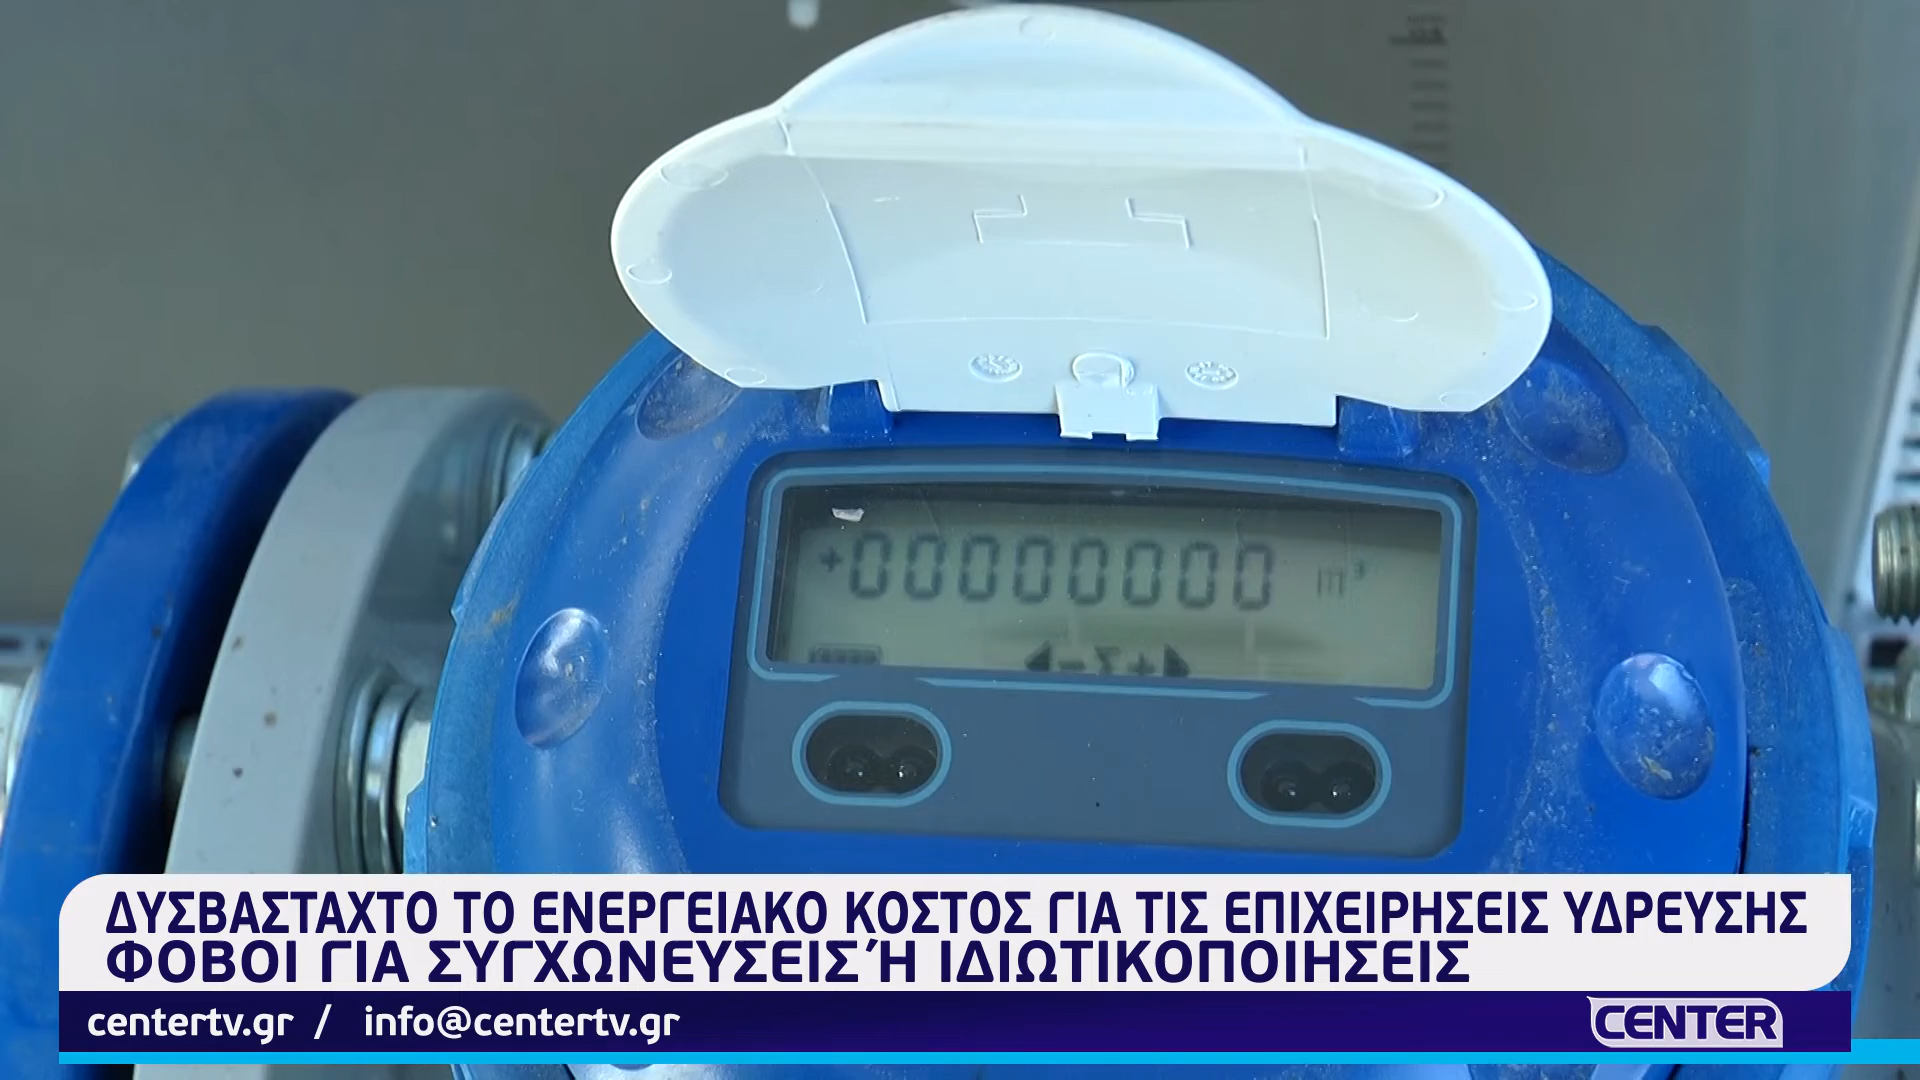 +00000000 m³
-Σ+
ΔΥΣΒΑΣΤΑΧΤΟ ΤΟ ΕΝΕΡΓΕΙΑΚΟ ΚΟΣΤΟΣ ΓΙΑ ΤΙΣ ΕΠΙΧΕΙΡΗΣΕΙΣ ΥΔΡΕΥΣΗΣ
ΦΟΒΟΙ ΓΙΑ ΣΥΓΧΩΝΕΥΣΕΙΣ Ή ΙΔΙΩΤΙΚΟΠΟΙΗΣΕΙΣ
centertv.gr / info@centertv.gr
CENTER